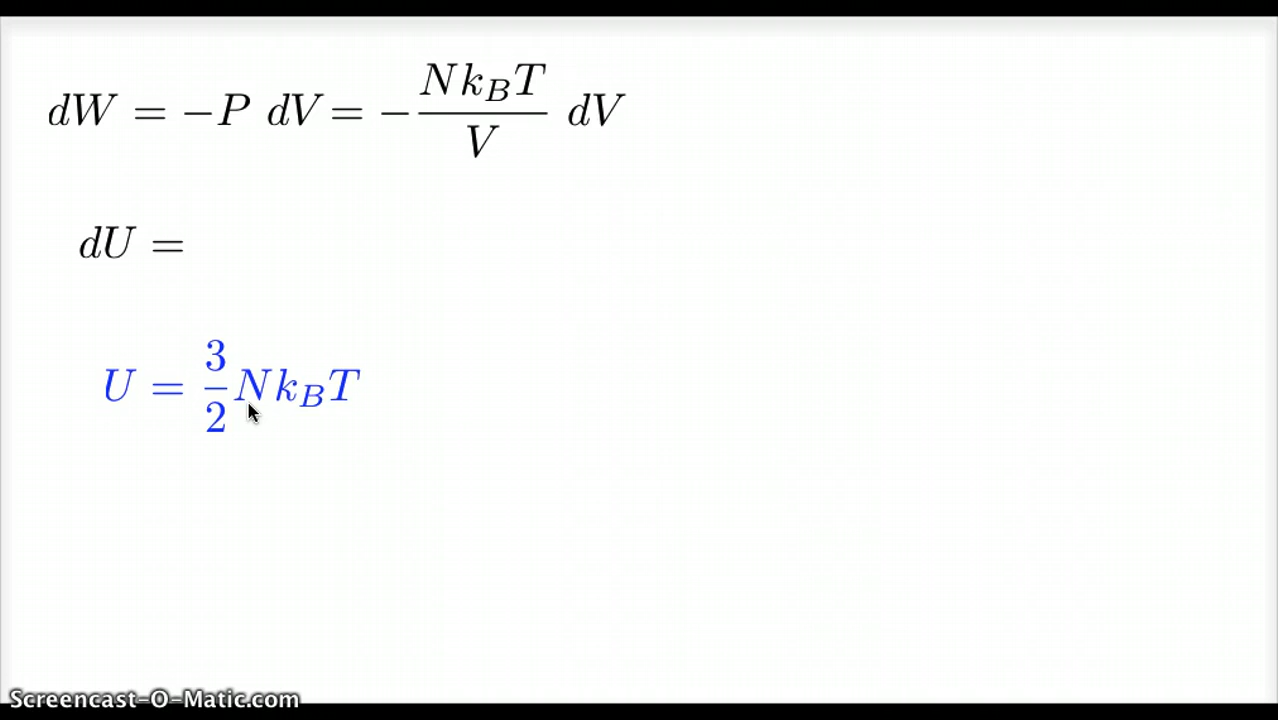 dW = −P dV = − \frac{Nk_BT}{V} dV
dU =
U = \frac{3}{2}Nk_BT
Screencast-O-Matic.com